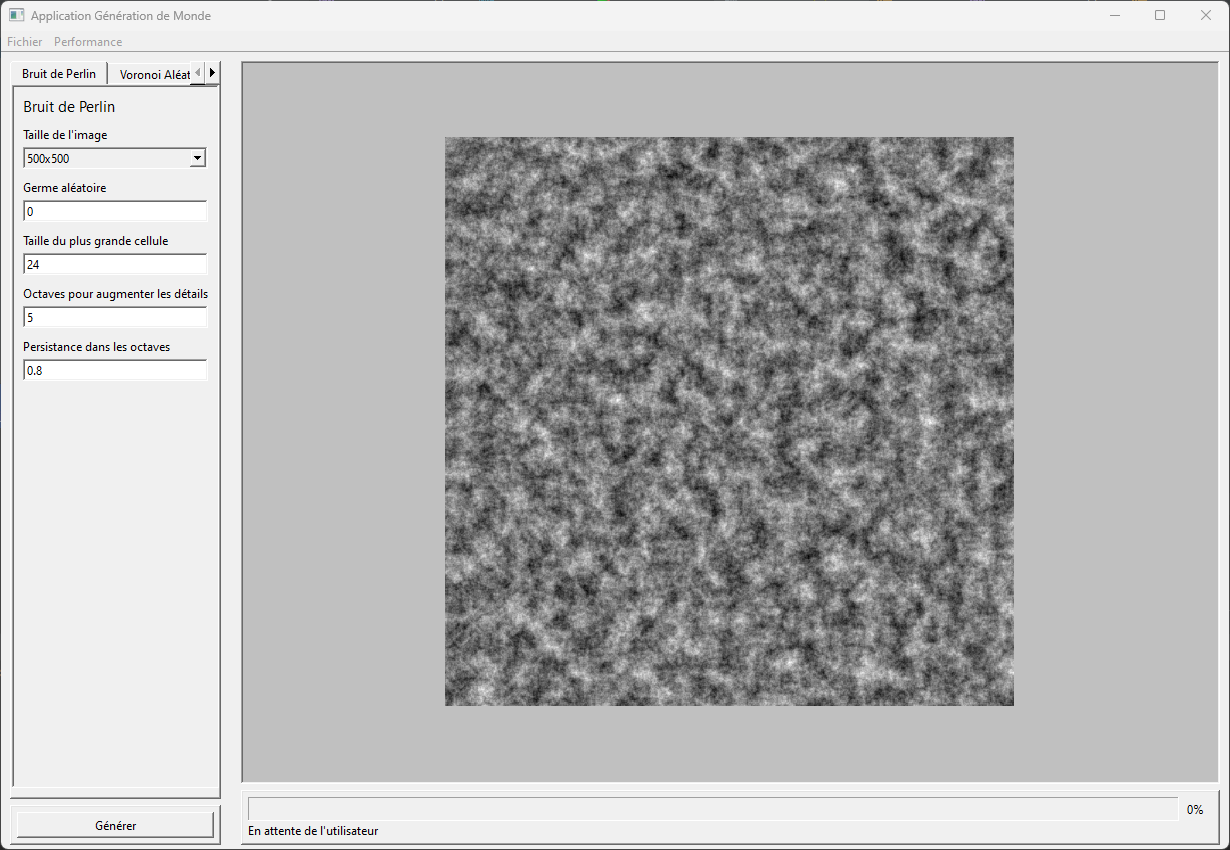 Application Génération de Monde
Fichier Performance
Bruit de Perlin Voronoi Aléat
Bruit de Perlin
Taille de l'image
500x500
Germe aléatoire
0
Taille du plus grande cellule
24
Octaves pour augmenter les détails
5
Persistance dans les octaves
0.8
Générer
0%
En attente de l'utilisateur